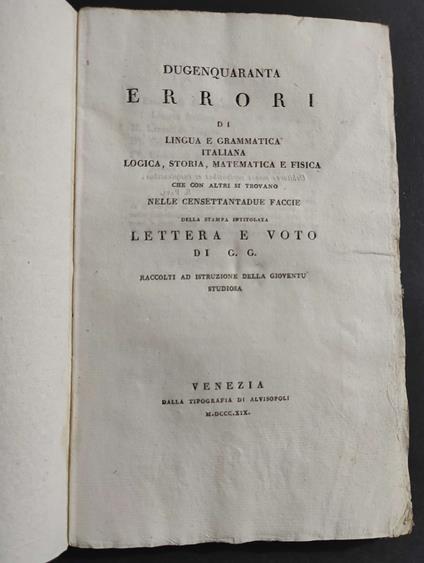 DUGENQUARANTA
ERRORI
DI
LINGUA E GRAMMATICA
ITALIANA
LOGICA, STORIA, MATEMATICA E FISICA
CHE CON ALTRI SI TROVANO
NELLE CENSETTANTADUE FACCIE
DELLA STAMPA INTITOLATA
LETTERA E VOTO
DI G. G.
RACCOLTI AD ISTRUZIONE DELLA GIOVENTU'
STUDIOSA
VENEZIA
DALLA TIPOGRAFIA DI ALVISOPOLI
M.DCCC.XIX.